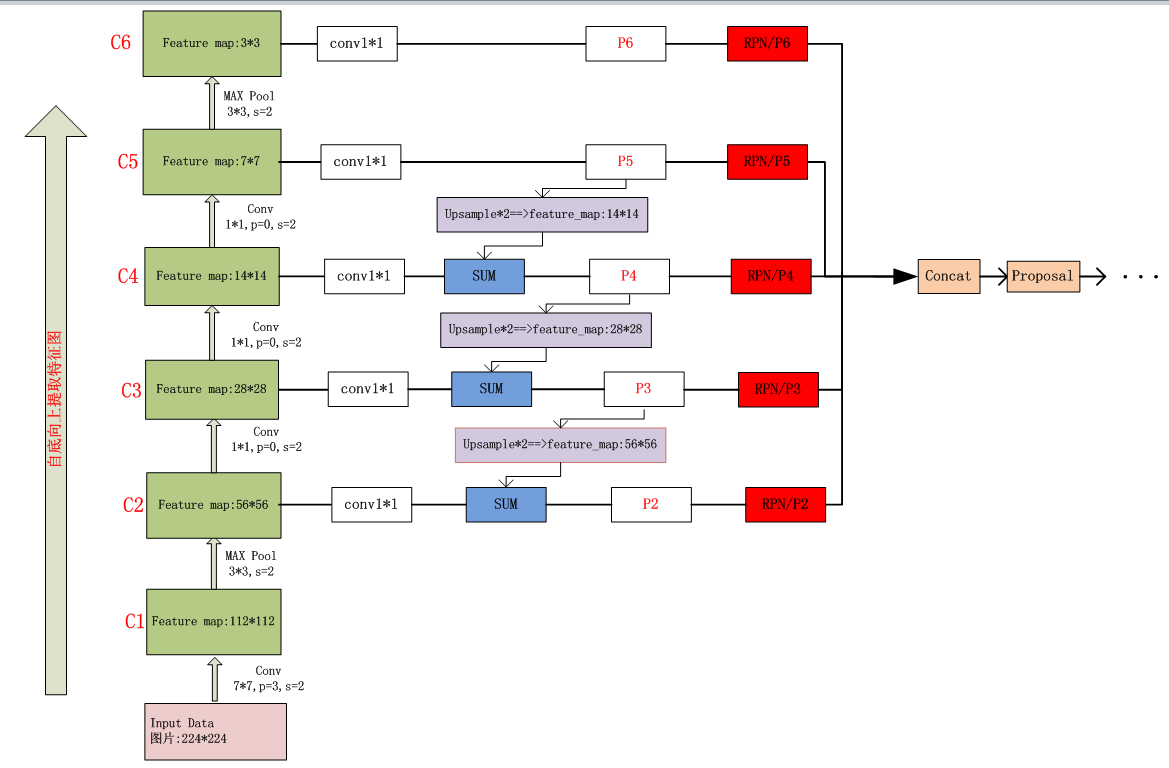 C6
Feature map:3*3
conv1*1
P6
RPN/P6
MAX Pool
3*3,s=2
C5
Feature map:7*7
conv1*1
P5
RPN/P5
Conv
1*1,p=0,s=2
Upsample*2==>feature_map:14*14
C4
Feature map:14*14
conv1*1
SUM
P4
RPN/P4
Concat
Proposal
...
Conv
1*1,p=0,s=2
Upsample*2==>feature_map:28*28
自底向上提取特征图
C3
Feature map:28*28
conv1*1
SUM
P3
RPN/P3
Conv
1*1,p=0,s=2
Upsample*2==>feature_map:56*56
C2
Feature map:56*56
conv1*1
SUM
P2
RPN/P2
MAX Pool
3*3,s=2
C1
Feature map:112*112
Conv
7*7,p=3,s=2
Input Data
图片:224*224